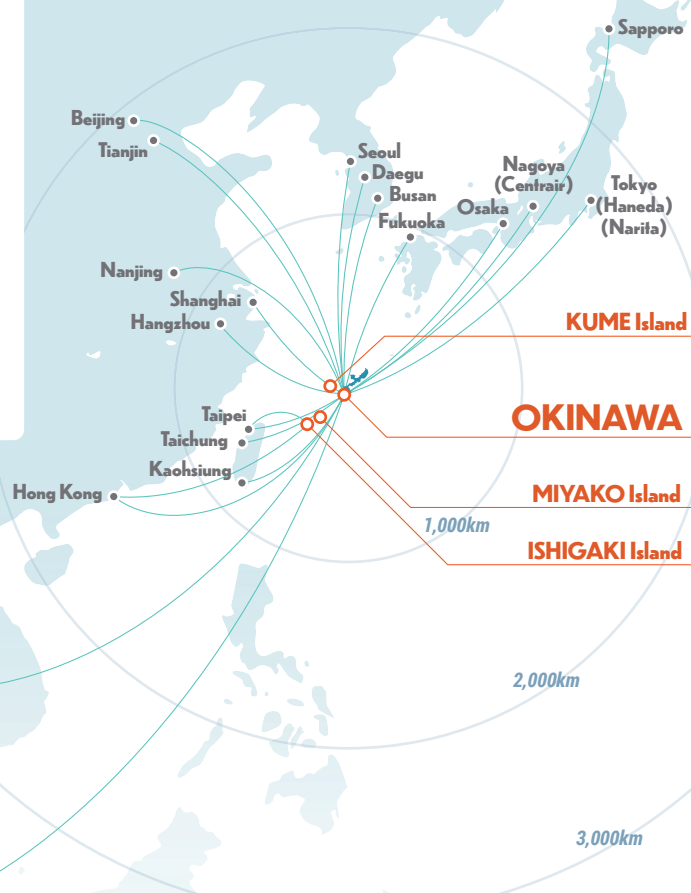 Sapporo
Beijing
Tianjin
Seoul
Daegu
Busan
Fukuoka
Osaka
Nagoya
(Centrair)
Tokyo
(Haneda)
(Narita)
Nanjing
Shanghai
Hangzhou
KUME Island
OKINAWA
Taipei
Taichung
Kaohsiung
Hong Kong
MIYAKO Island
1,000km
ISHIGAKI Island
2,000km
3,000km